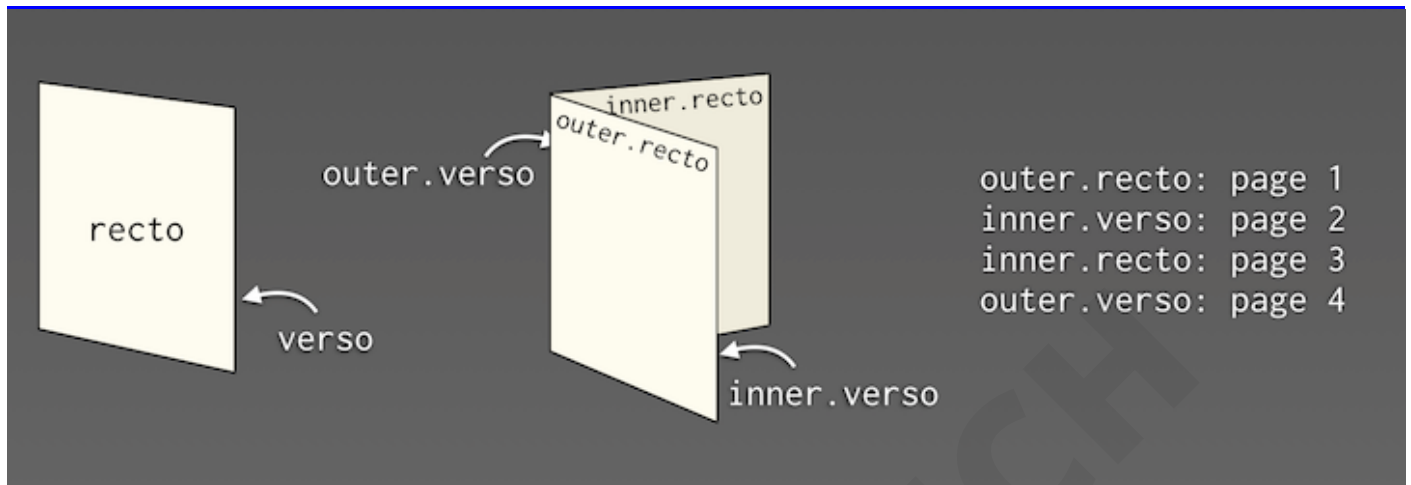 recto
verso
outer.verso
outer.recto
inner.recto
inner.verso
outer.recto: page 1
inner.verso: page 2
inner.recto: page 3
outer.verso: page 4